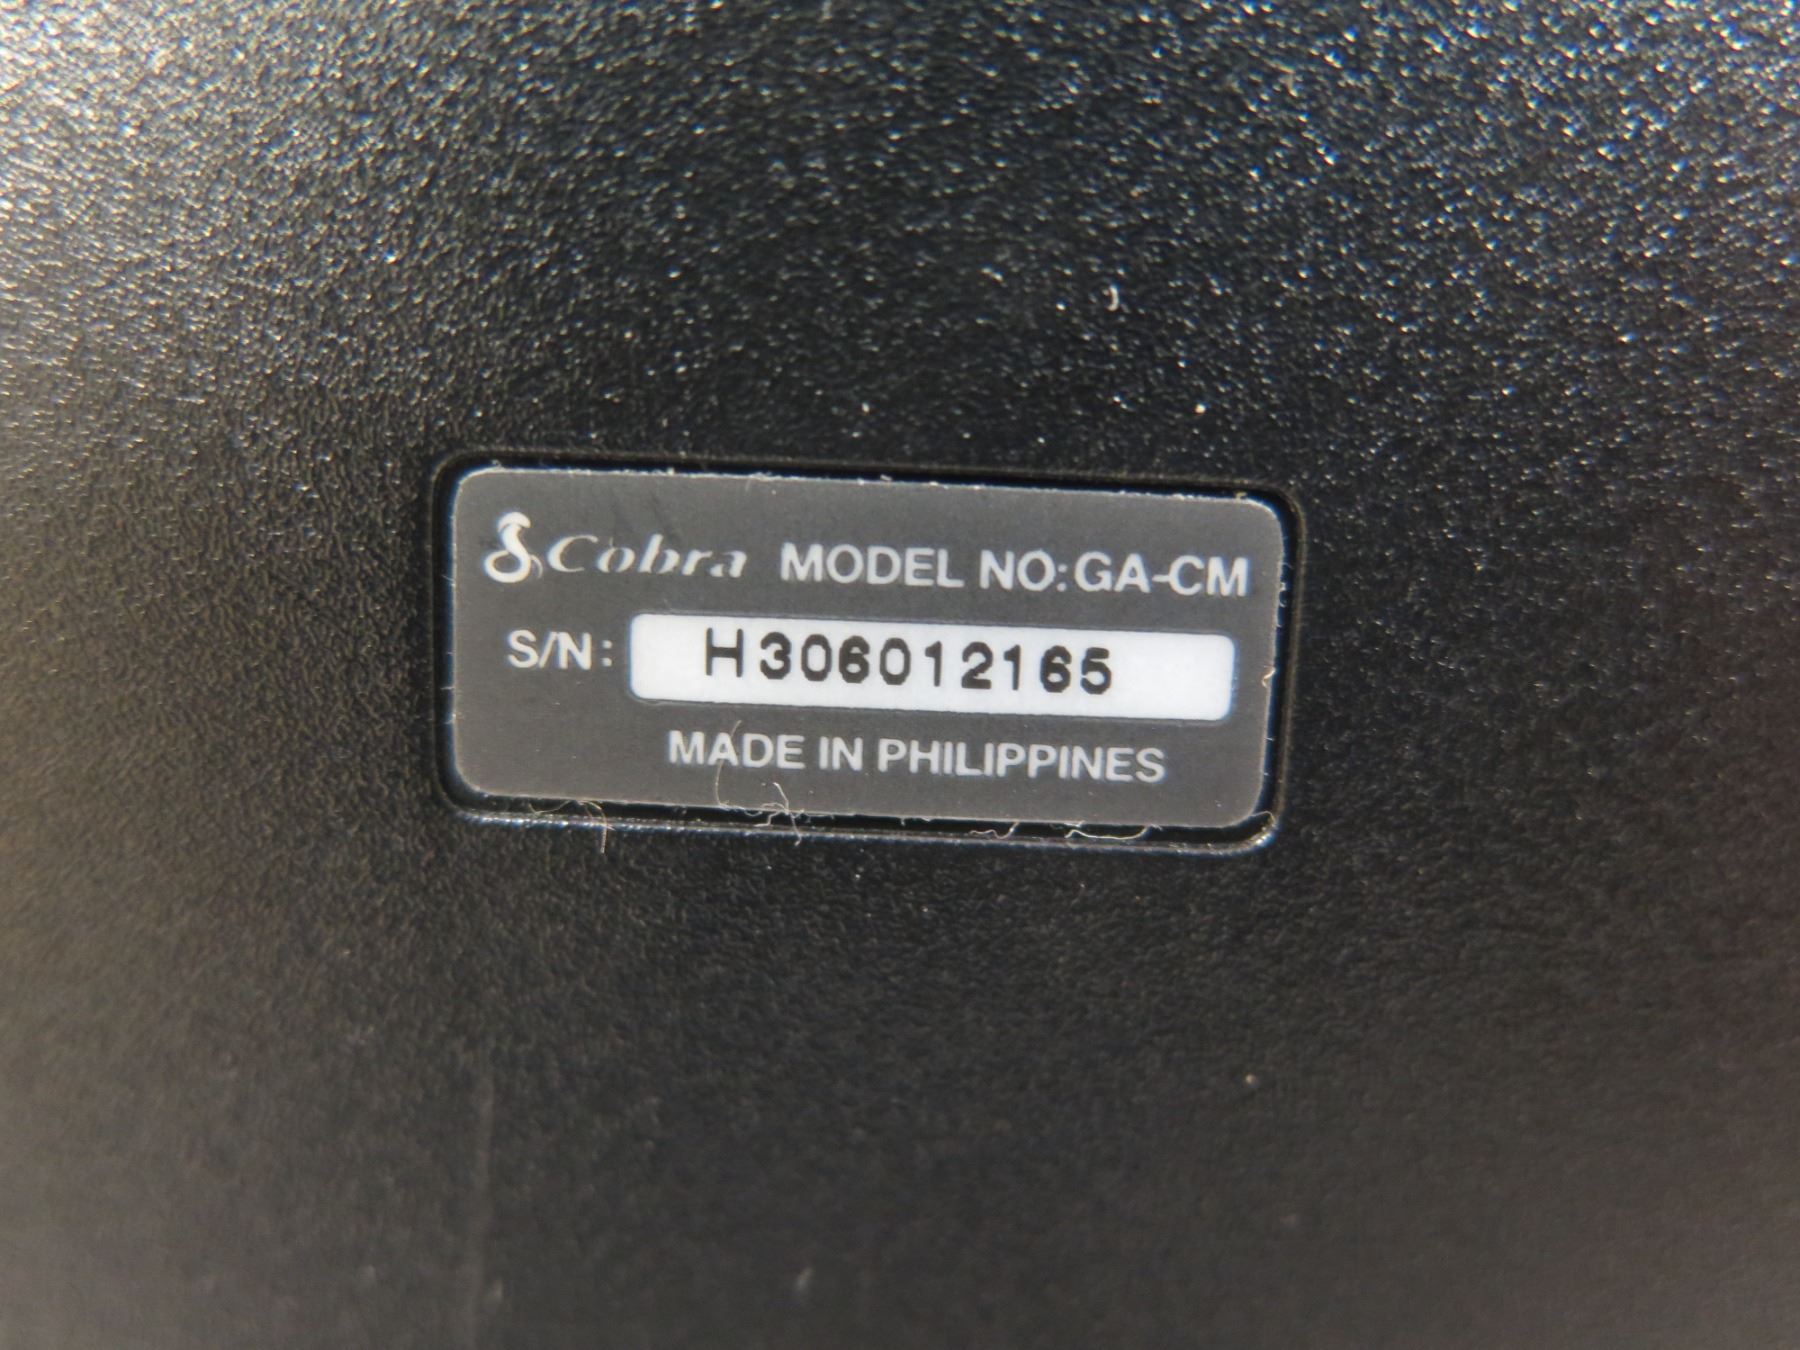 Cobra MODEL NO:GA-CM
S/N: H306012165
MADE IN PHILIPPINES